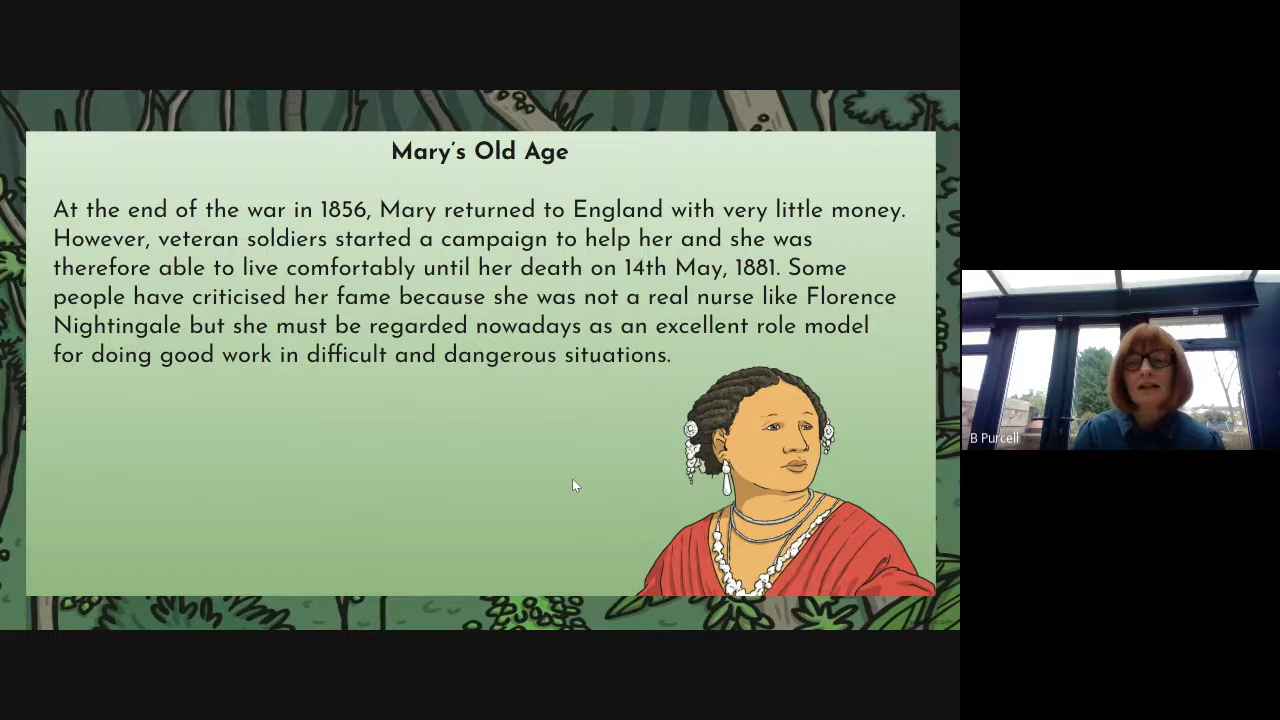 Mary's Old Age
At the end of the war in 1856, Mary returned to England with very little money.
However, veteran soldiers started a campaign to help her and she was
therefore able to live comfortably until her death on 14th May, 1881. Some
people have criticised her fame because she was not a real nurse like Florence
Nightingale but she must be regarded nowadays as an excellent role model
for doing good work in difficult and dangerous situations.
B Purcell